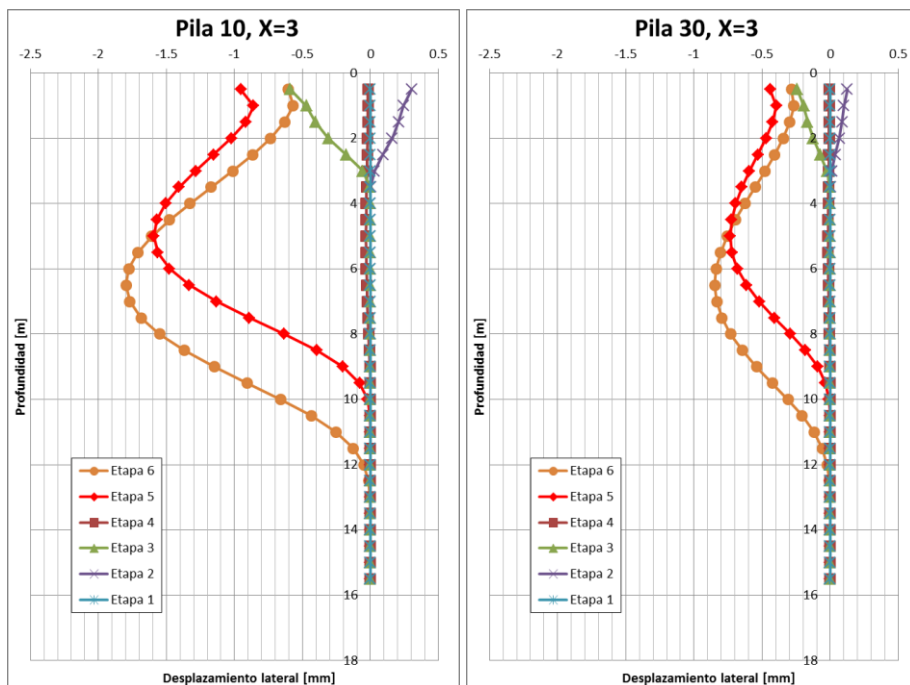 Pila 10, X=3
-2.5 -2 -1.5 -1 -0.5 0 0.5
0
2
4
6
8
10
12
14
16
18
Profundidad [m]
Etapa 6
Etapa 5
Etapa 4
Etapa 3
Etapa 2
Etapa 1
Desplazamiento lateral [mm]
Pila 30, X=3
-2.5 -2 -1.5 -1 -0.5 0 0.5
0
2
4
6
8
10
12
14
16
18
Profundidad [m]
Etapa 6
Etapa 5
Etapa 4
Etapa 3
Etapa 2
Etapa 1
Desplazamiento lateral [mm]